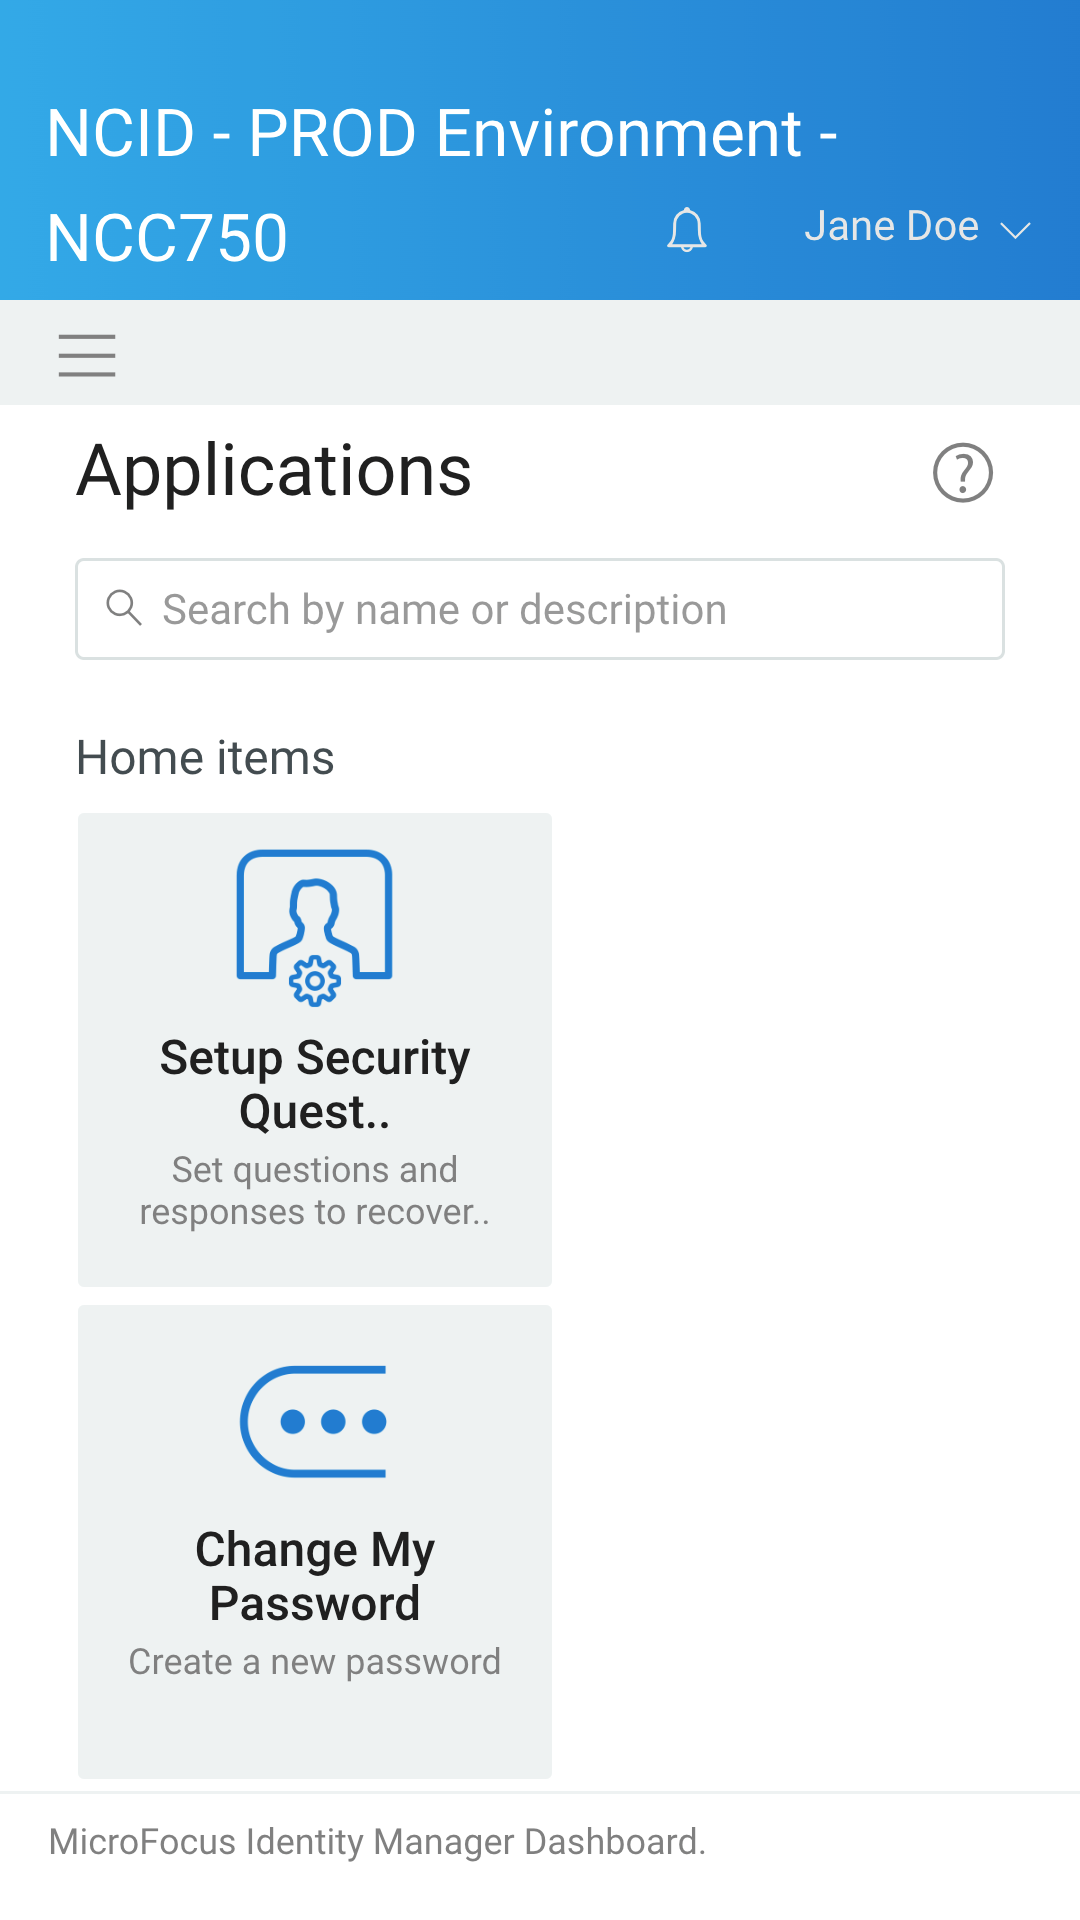 NCID - PROD Environment -
NCC750
Jane Doe
Applications
Search by name or description
Home items
Setup Security
Quest..
Set questions and
responses to recover..
Change My
Password
Create a new password
MicroFocus Identity Manager Dashboard.